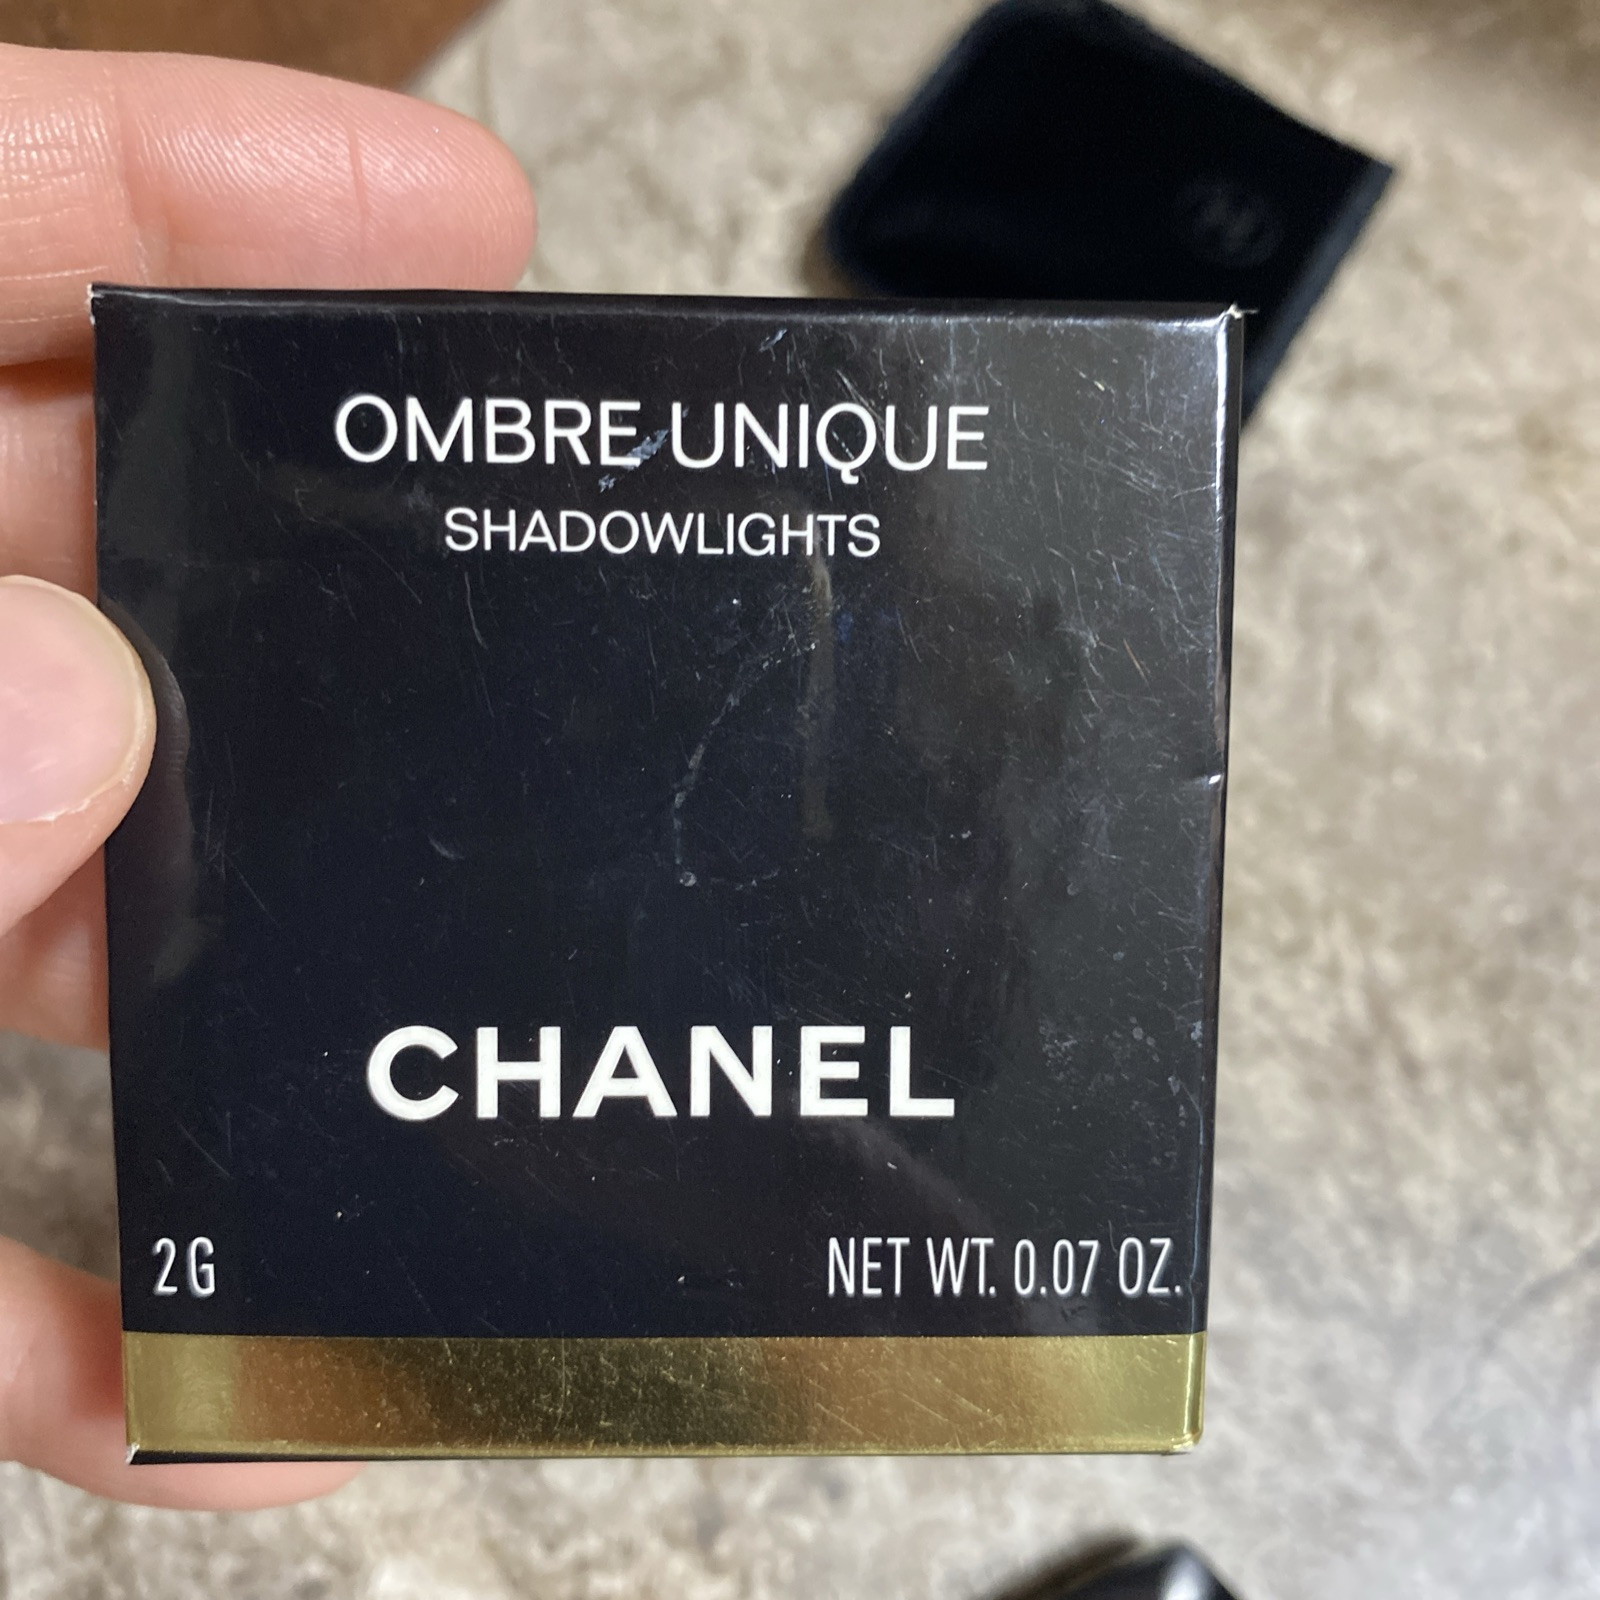 OMBRE UNIQUE
SHADOWLIGHTS
CHANEL
2G NET WT. 0.07 OZ.